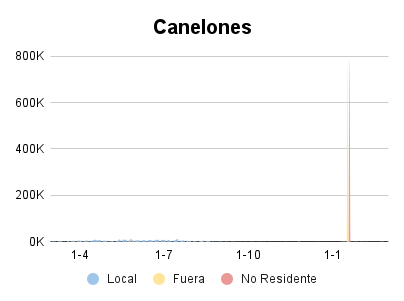 Canelones
800K
600K
400K
200K
0K
1-4 1-7 1-10 1-1
Local Fuera No Residente